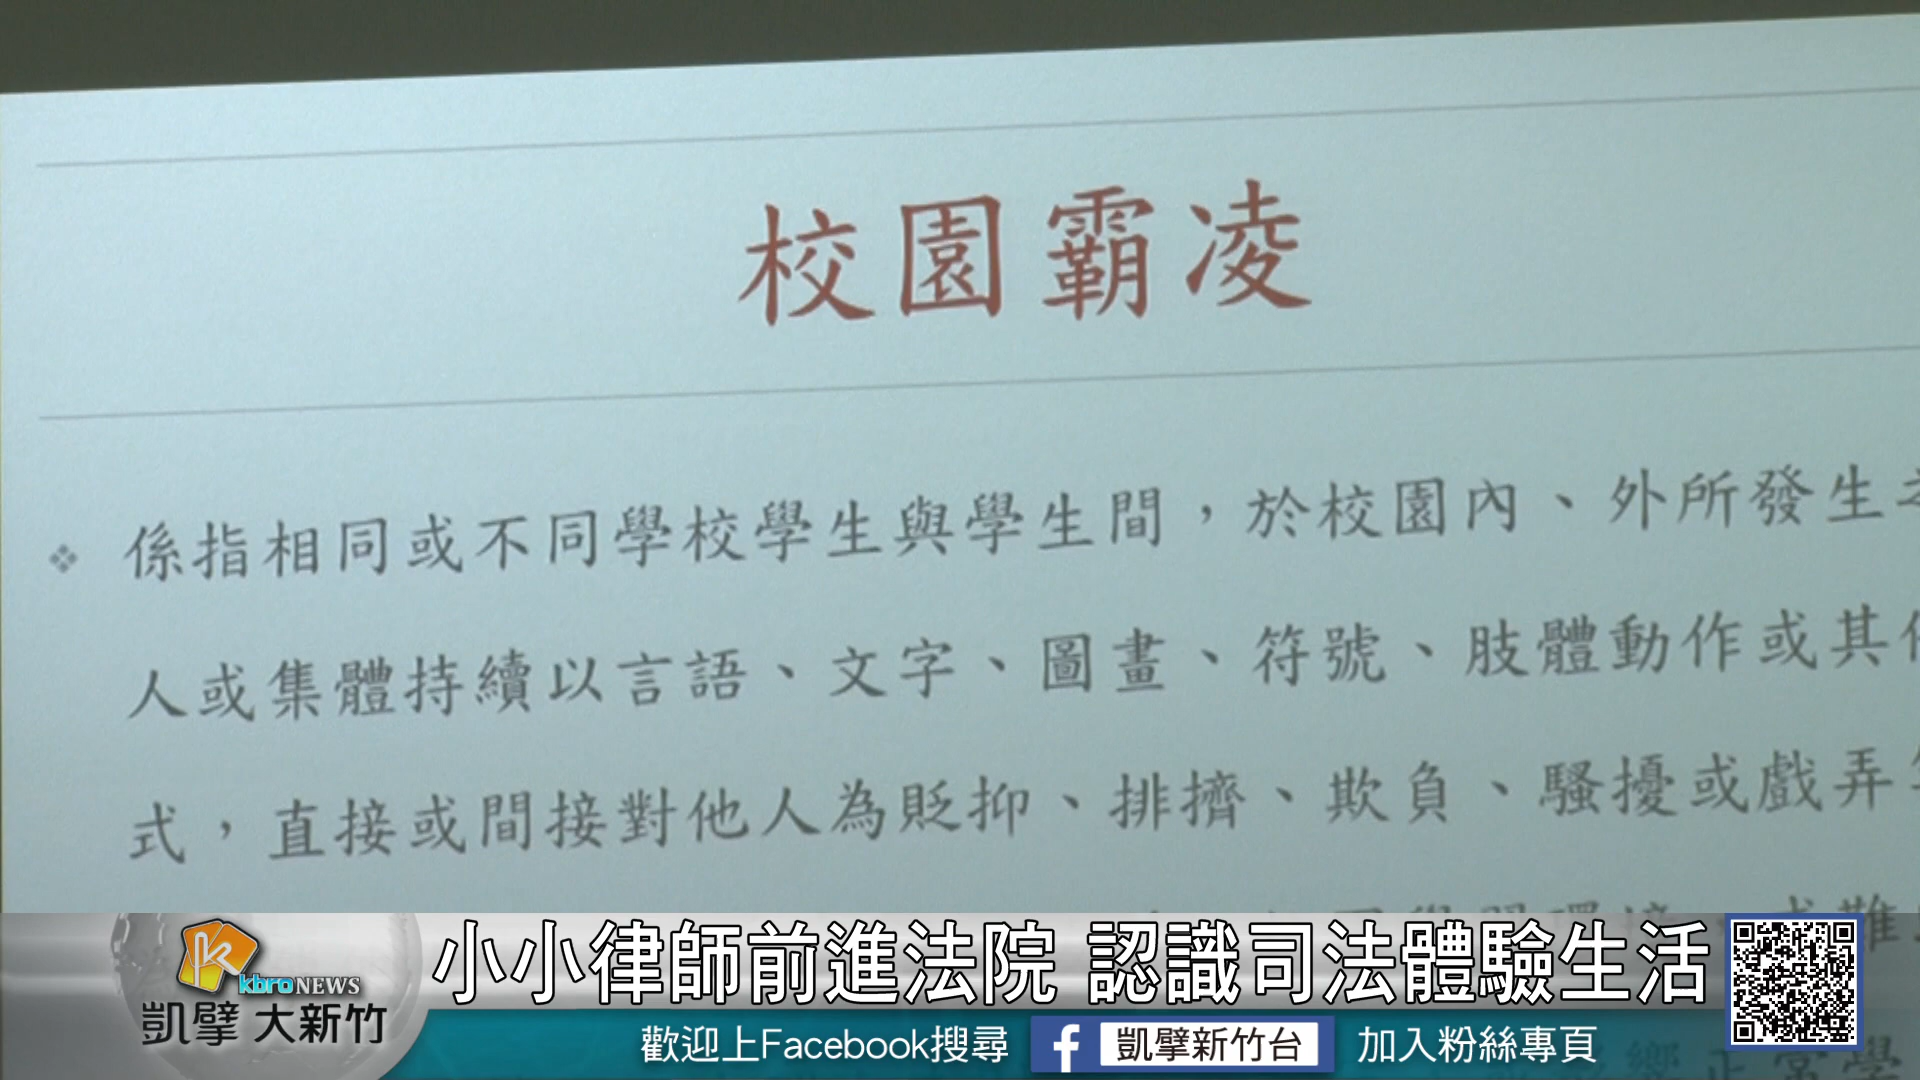 校園霸凌
係指相同或不同學校學生與學生間，於校園內、外所發生
人或集體持續以言語、文字、圖畫、符號、肢體動作或其
式，直接或間接對他人為貶抑、排擠、欺負、騷擾或戲弄
小小律師前進法院 認識司法體驗生活
kbro NEWS
凱擘 大新竹
歡迎上Facebook搜尋 f 凱擘新竹台 加入粉絲專頁